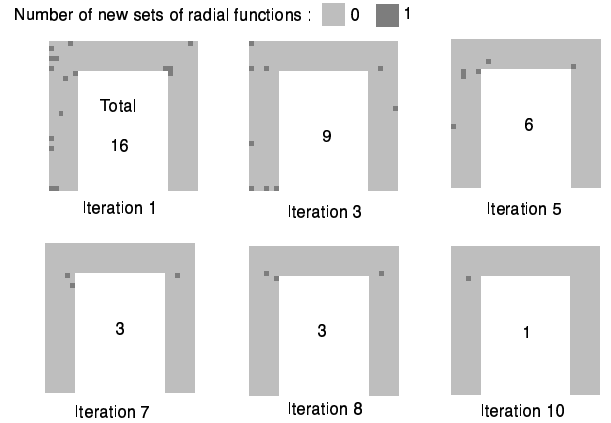 Number of new sets of radial functions : 0 1
Total
16
9
6
Iteration 1
Iteration 3
Iteration 5
3
3
1
Iteration 7
Iteration 8
Iteration 10